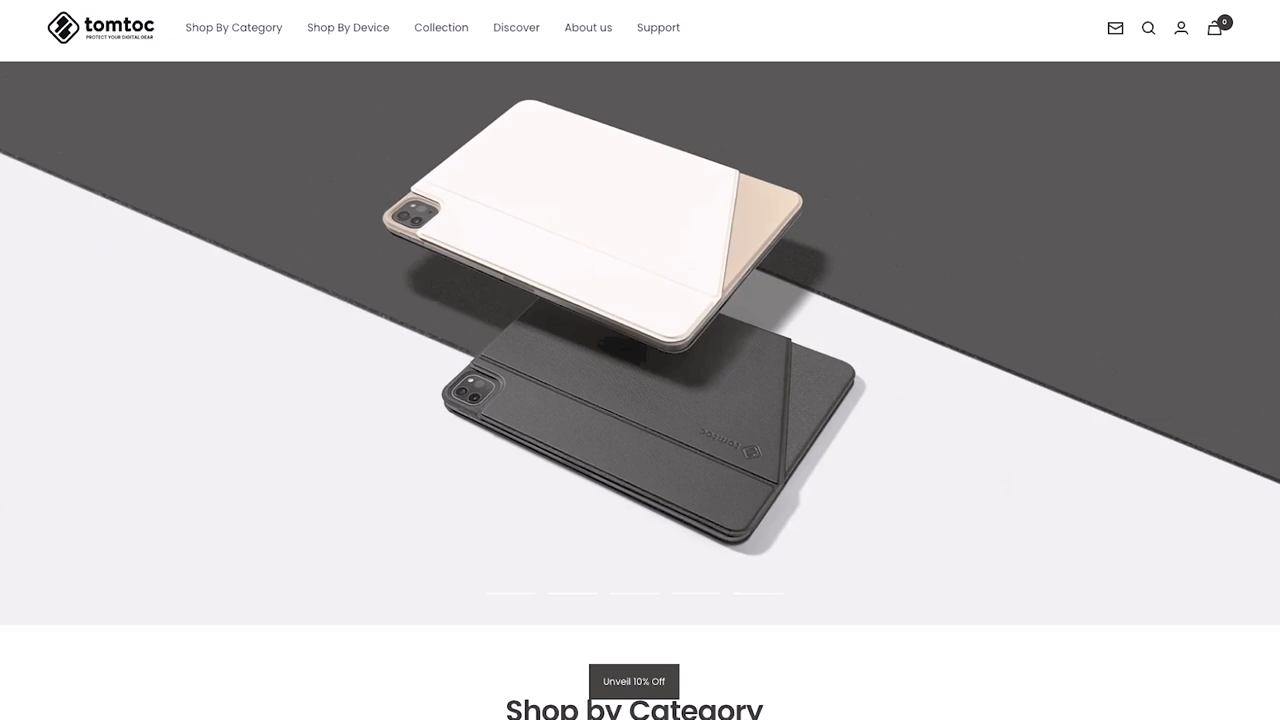 tomtoc
PROTECT YOUR DIGITAL GEAR
Shop By Category
Shop By Device
Collection
Discover
About us
Support
0
tomtoc
Unveil 10% Off
Shop by Category